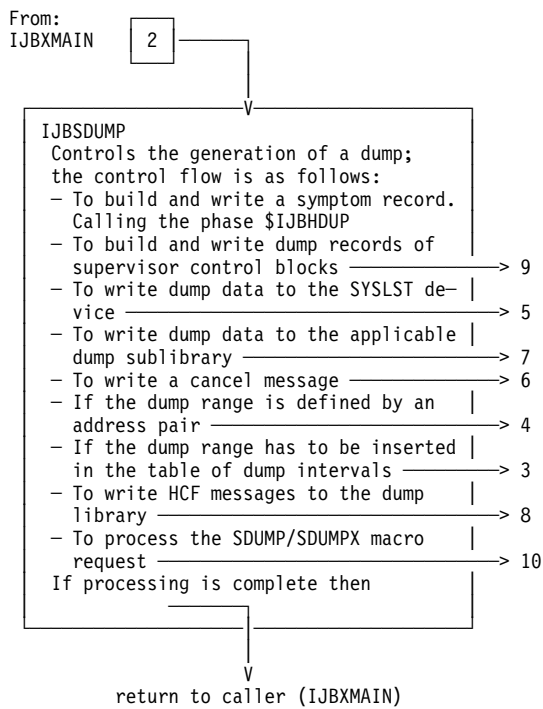 From:
IJBXMAIN 2
IJBSDUMP
Controls the generation of a dump;
the control flow is as follows:
— To build and write a symptom record.
Calling the phase $IJBHDUP
— To build and write dump records of
supervisor control blocks ———> 9
— To write dump data to the SYSLST de—
vice ———> 5
— To write dump data to the applicable
dump sublibrary ———> 7
— To write a cancel message ———> 6
— If the dump range is defined by an
address pair ———> 4
— If the dump range has to be inserted
in the table of dump intervals ———> 3
— To write HCF messages to the dump
library ———> 8
— To process the SDUMP/SDUMPX macro
request ———> 10
If processing is complete then
V
return to caller (IJBXMAIN)